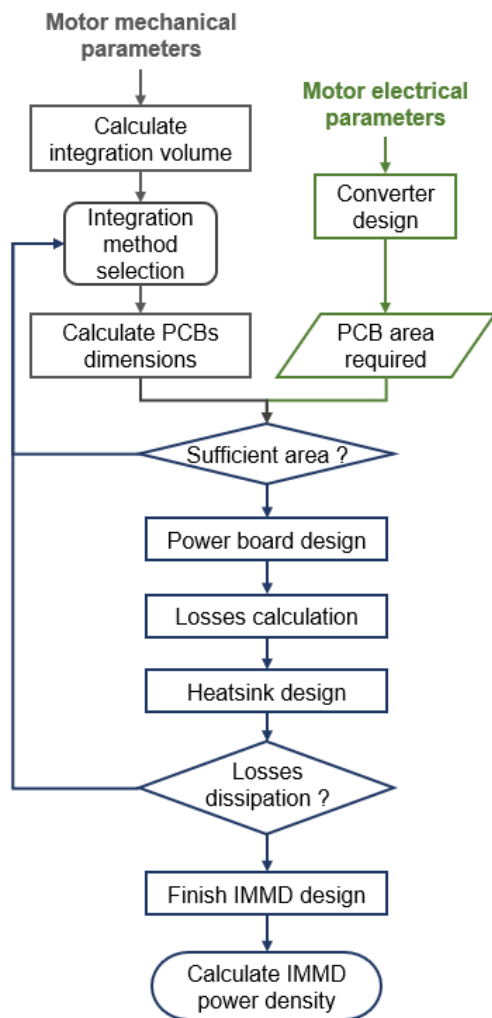 Motor mechanical
parameters
Calculate
integration volume
Integration
method
selection
Calculate PCBs
dimensions
Motor electrical
parameters
Converter
design
PCB area
required
Sufficient area ?
Power board design
Losses calculation
Heatsink design
Losses
dissipation ?
Finish IMMD design
Calculate IMMD
power density